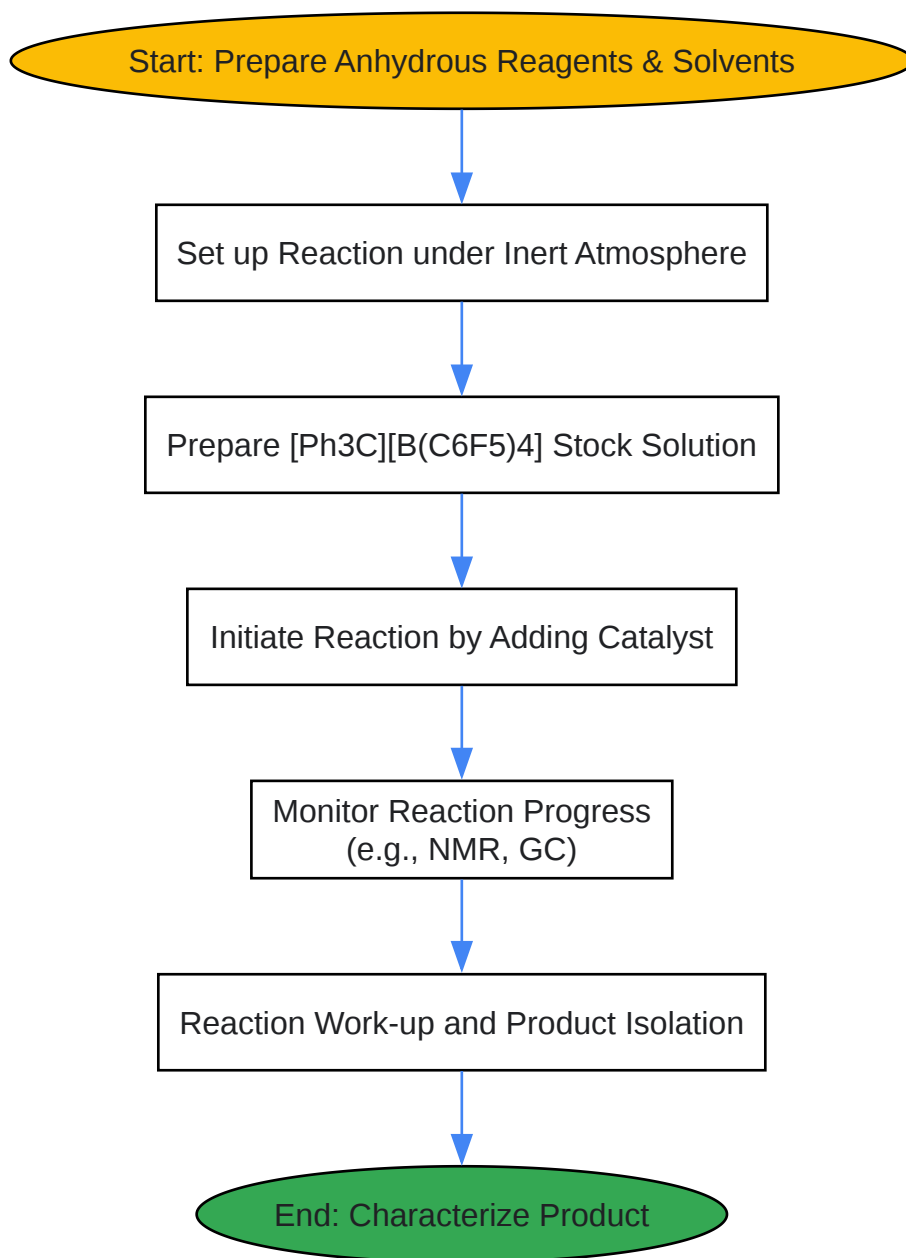 Start: Prepare Anhydrous Reagents & Solvents
Set up Reaction under Inert Atmosphere
Prepare [Ph3C][B(C6F5)4] Stock Solution
Initiate Reaction by Adding Catalyst
Monitor Reaction Progress
(e.g., NMR, GC)
Reaction Work-up and Product Isolation
End: Characterize Product